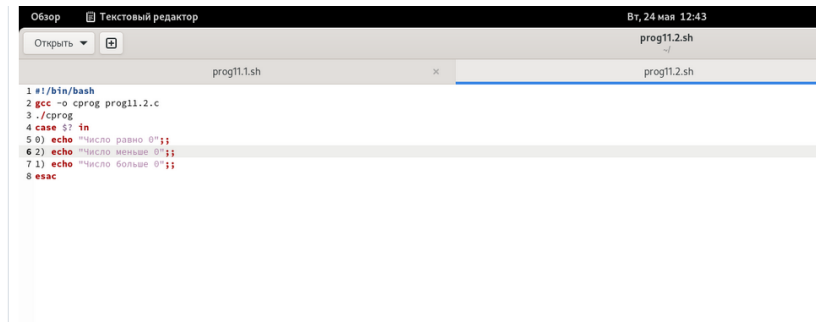 Обзор Текстовый редактор Вт, 24 мая 12:43
Открыть prog11.2.sh
~/
prog11.1.sh × prog11.2.sh
1 #!/bin/bash
2 gcc -o cprog prog11.2.c
3 ./cprog
4 case $? in
5 0) echo "Число равно 0";;
6 2) echo "Число меньше 0";;
7 1) echo "Число больше 0";;
8 esac